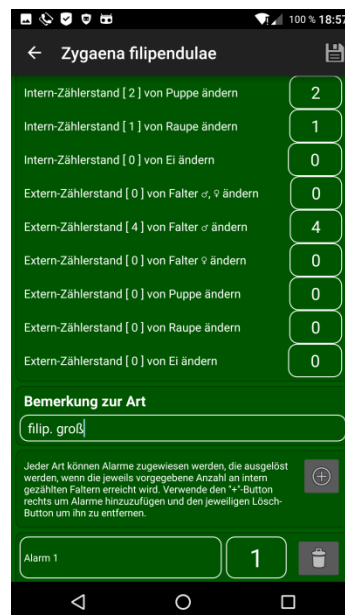 100 % 18:57
Zygaena filipendulae
Intern-Zählerstand [ 2 ] von Puppe ändern 2
Intern-Zählerstand [ 1 ] von Raupe ändern 1
Intern-Zählerstand [ 0 ] von Ei ändern 0
Extern-Zählerstand [ 0 ] von Falter ♂, ♀ ändern 0
Extern-Zählerstand [ 4 ] von Falter ♂ ändern 4
Extern-Zählerstand [ 0 ] von Falter ♀ ändern 0
Extern-Zählerstand [ 0 ] von Puppe ändern 0
Extern-Zählerstand [ 0 ] von Raupe ändern 0
Extern-Zählerstand [ 0 ] von Ei ändern 0
Bemerkung zur Art
filip. groß
Jeder Art können Alarme zugewiesen werden, die ausgelöst
werden, wenn die jeweils vorgegebene Anzahl an intern
gezählten Faltern erreicht wird. Verwende den "+"-Button
rechts um Alarme hinzuzufügen und den jeweiligen Lösch-
Button um ihn zu entfernen.
Alarm 1 1